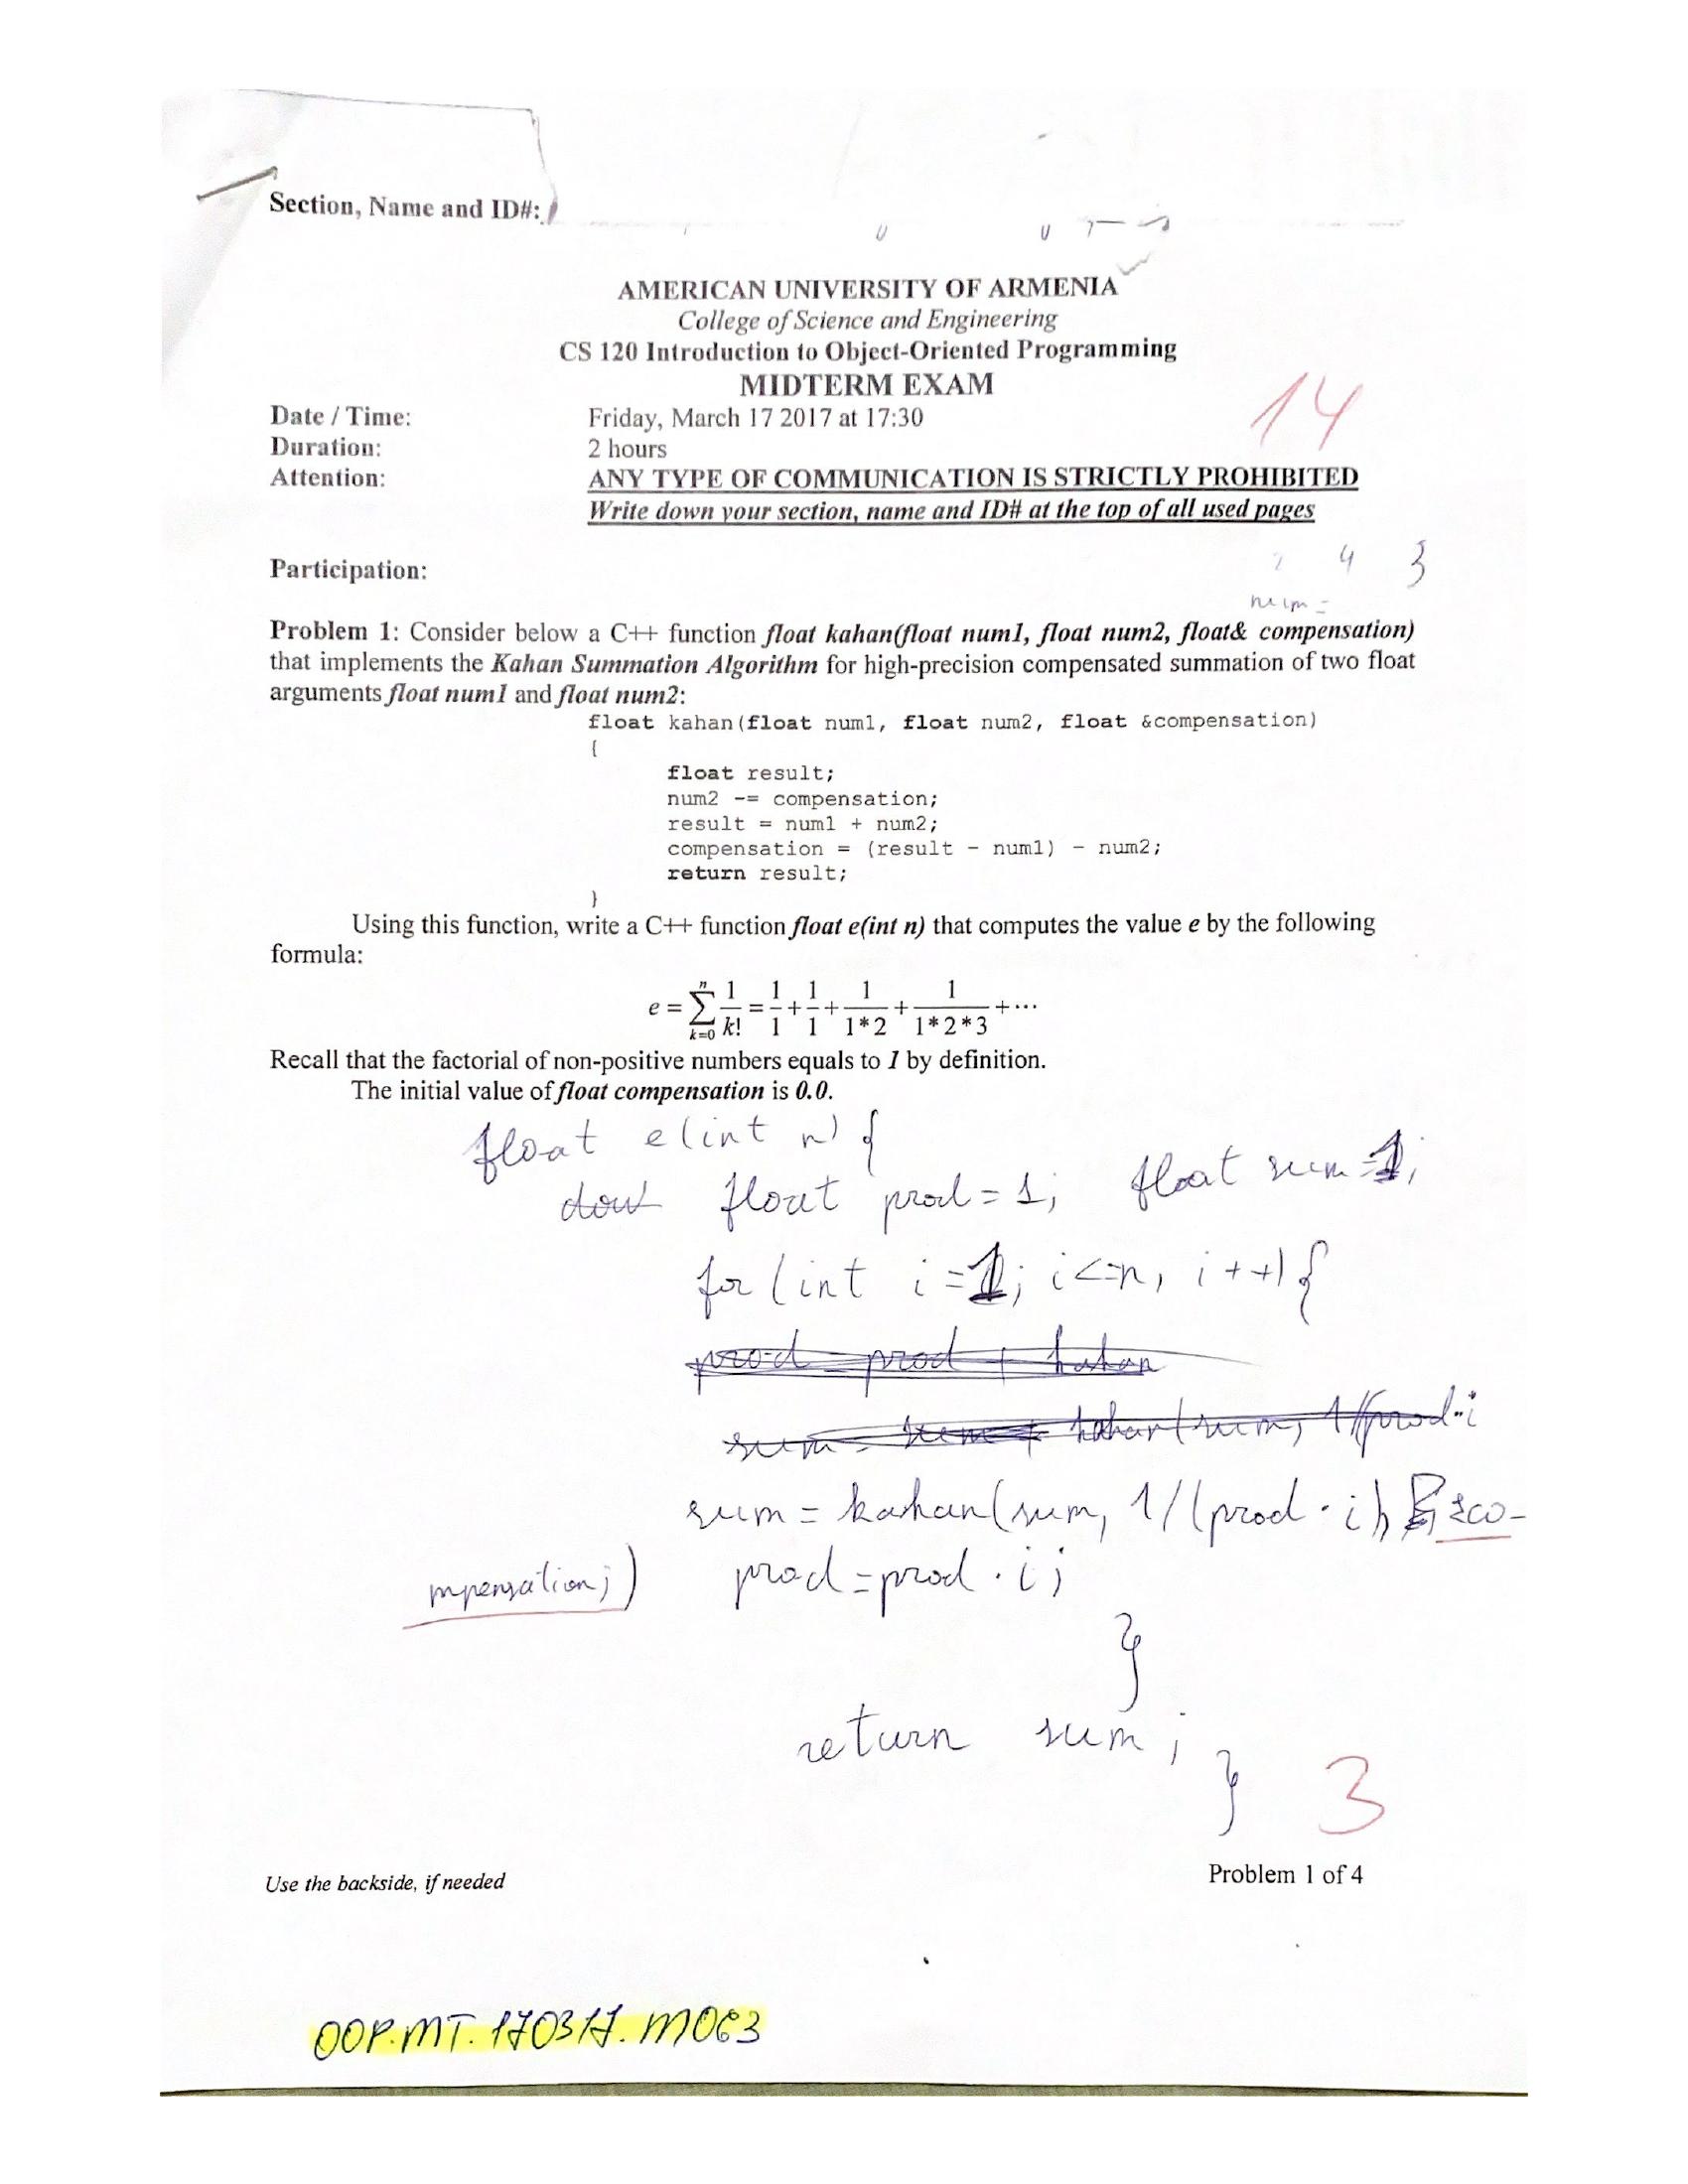 Section, Name and ID#:
AMERICAN UNIVERSITY OF ARMENIA
College of Science and Engineering
CS 120 Introduction to Object-Oriented Programming
MIDTERM EXAM
14
Date / Time: Friday, March 17 2017 at 17:30
Duration: 2 hours
Attention: ANY TYPE OF COMMUNICATION IS STRICTLY PROHIBITED
Write down your section, name and ID# at the top of all used pages
4 3
Participation:
num =
Problem 1: Consider below a C++ function float kahan(float num1, float num2, float& compensation)
that implements the Kahan Summation Algorithm for high-precision compensated summation of two float
arguments float num1 and float num2:
float kahan(float num1, float num2, float &compensation)
{
float result;
num2 -= compensation;
result = num1 + num2;
compensation = (result - num1) - num2;
return result;
}
Using this function, write a C++ function float e(int n) that computes the value e by the following
formula:
e = ∑ₖ₌₀ⁿ 1/k! = 1/1 + 1/1 + 1/1*2 + 1/1*2*3 + ⋯
Recall that the factorial of non-positive numbers equals to 1 by definition.
The initial value of float compensation is 0.0.
float e(int n) {
dou float prod = 1; float sum = 1;
for (int i = 1; i <= n, i++) {
prod = prod + kahan
sum = sum + kahan(sum, 1/(prod·i
sum = kahan(sum, 1/(prod · i), &co-
mpensation;) prod = prod · i;
}
return sum;
}
3
Use the backside, if needed
Problem 1 of 4
OOP.MT.170317.M063